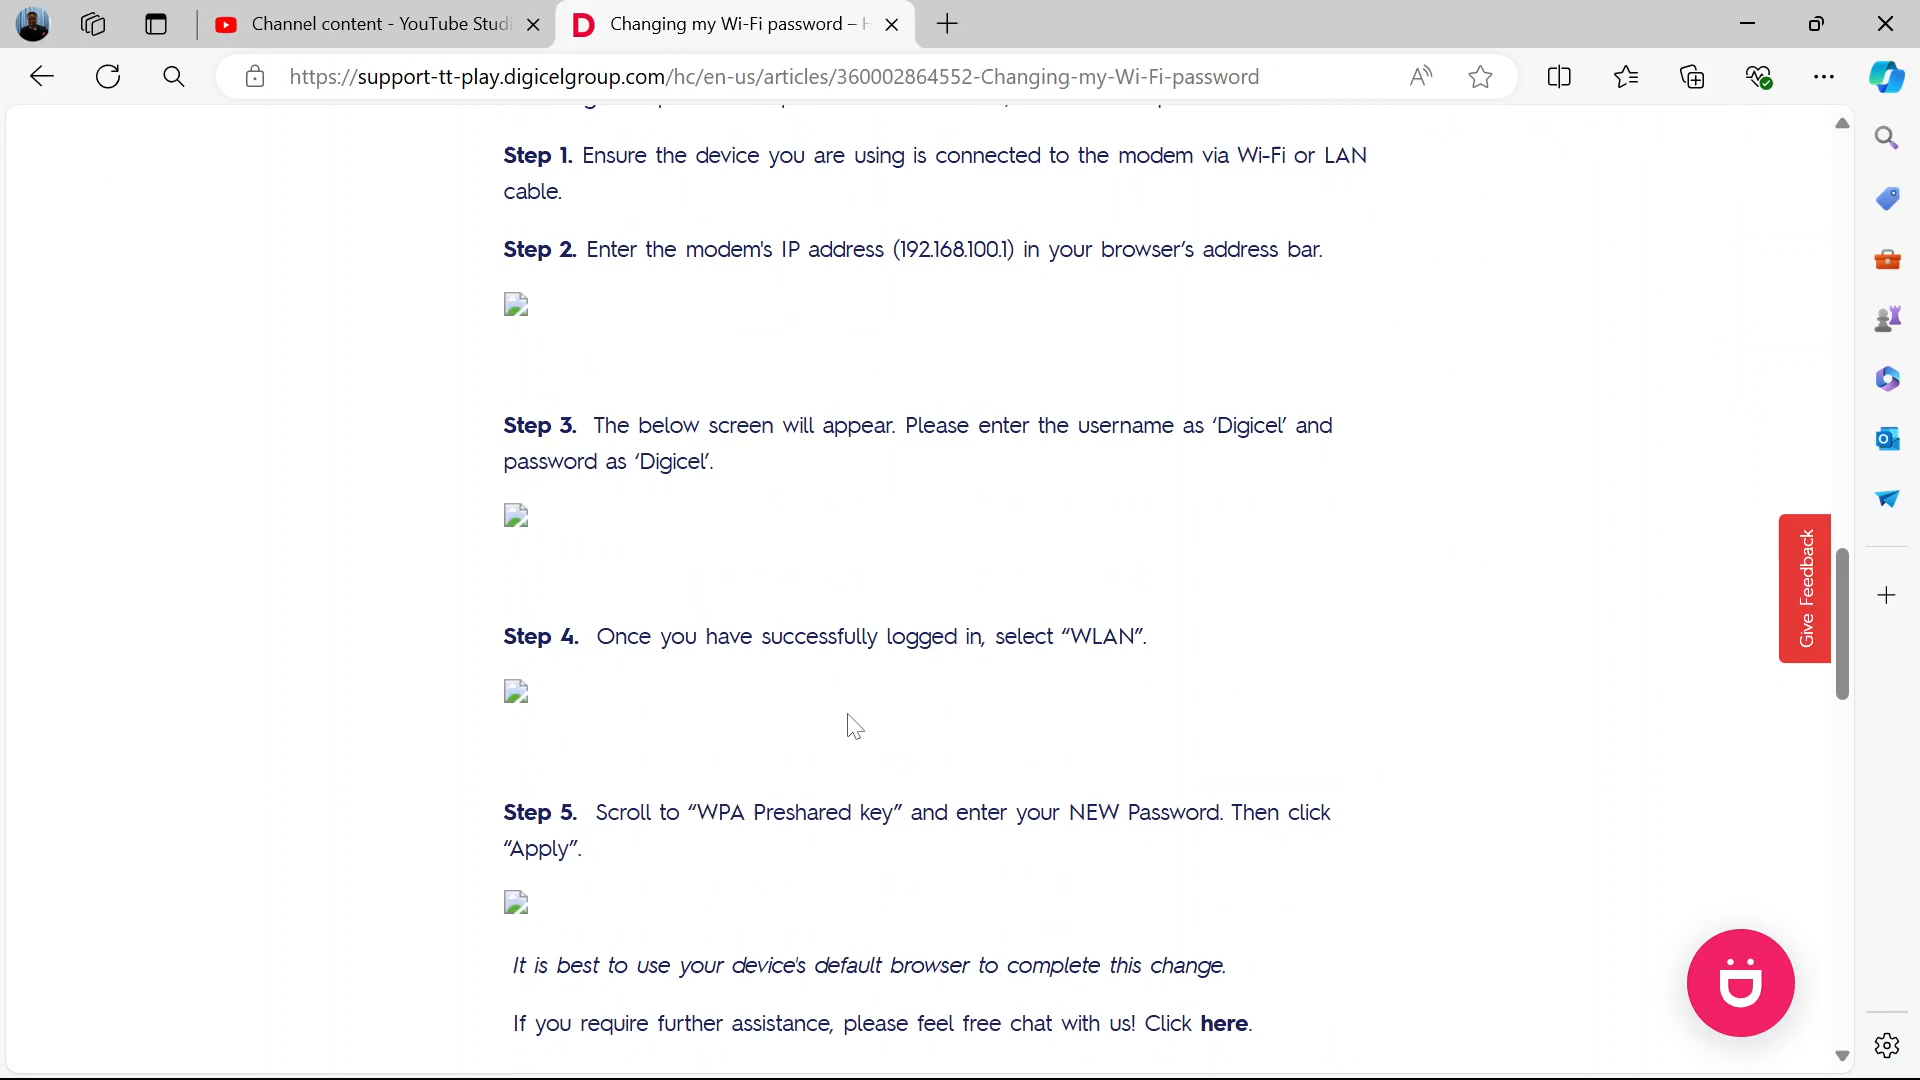 Channel content - YouTube Studi
Changing my Wi-Fi password – H
https://support-tt-play.digicelgroup.com/hc/en-us/articles/360002864552-Changing-my-Wi-Fi-password
Step 1. Ensure the device you are using is connected to the modem via Wi-Fi or LAN
cable.
Step 2. Enter the modem's IP address (192.168.100.1) in your browser's address bar.
Step 3. The below screen will appear. Please enter the username as ‘Digicel’ and
password as ‘Digicel’.
Step 4. Once you have successfully logged in, select “WLAN”.
Step 5. Scroll to “WPA Preshared key” and enter your NEW Password. Then click
“Apply”.
It is best to use your device's default browser to complete this change.
If you require further assistance, please feel free chat with us! Click here.
Give Feedback